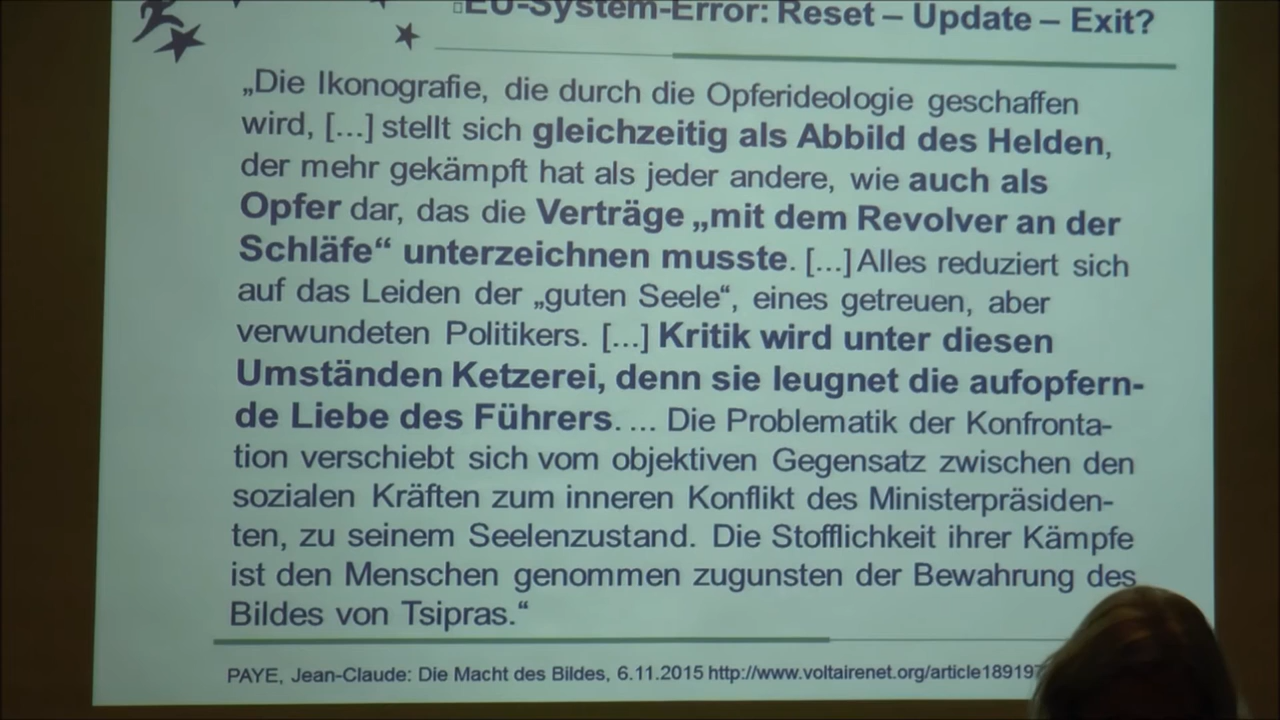 EU-System-Error: Reset – Update – Exit?
„Die Ikonografie, die durch die Opferideologie geschaffen
wird, [...] stellt sich gleichzeitig als Abbild des Helden,
der mehr gekämpft hat als jeder andere, wie auch als
Opfer dar, das die Verträge „mit dem Revolver an der
Schläfe“ unterzeichnen musste. [...] Alles reduziert sich
auf das Leiden der „guten Seele“, eines getreuen, aber
verwundeten Politikers. [...] Kritik wird unter diesen
Umständen Ketzerei, denn sie leugnet die aufopfern-
de Liebe des Führers. ... Die Problematik der Konfronta-
tion verschiebt sich vom objektiven Gegensatz zwischen den
sozialen Kräften zum inneren Konflikt des Ministerpräsiden-
ten, zu seinem Seelenzustand. Die Stofflichkeit ihrer Kämpfe
ist den Menschen genommen zugunsten der Bewahrung des
Bildes von Tsipras.“
PAYE, Jean-Claude: Die Macht des Bildes, 6.11.2015 http://www.voltairenet.org/article189197